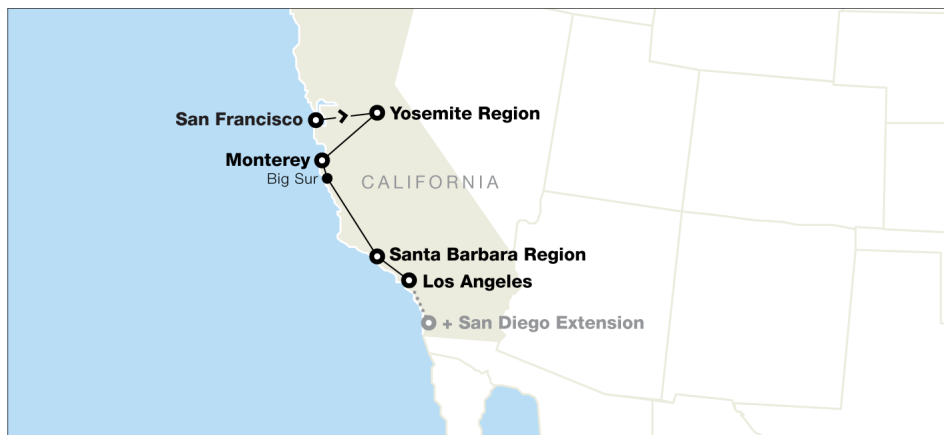 San Francisco
Yosemite Region
Monterey
Big Sur
CALIFORNIA
Santa Barbara Region
Los Angeles
+ San Diego Extension